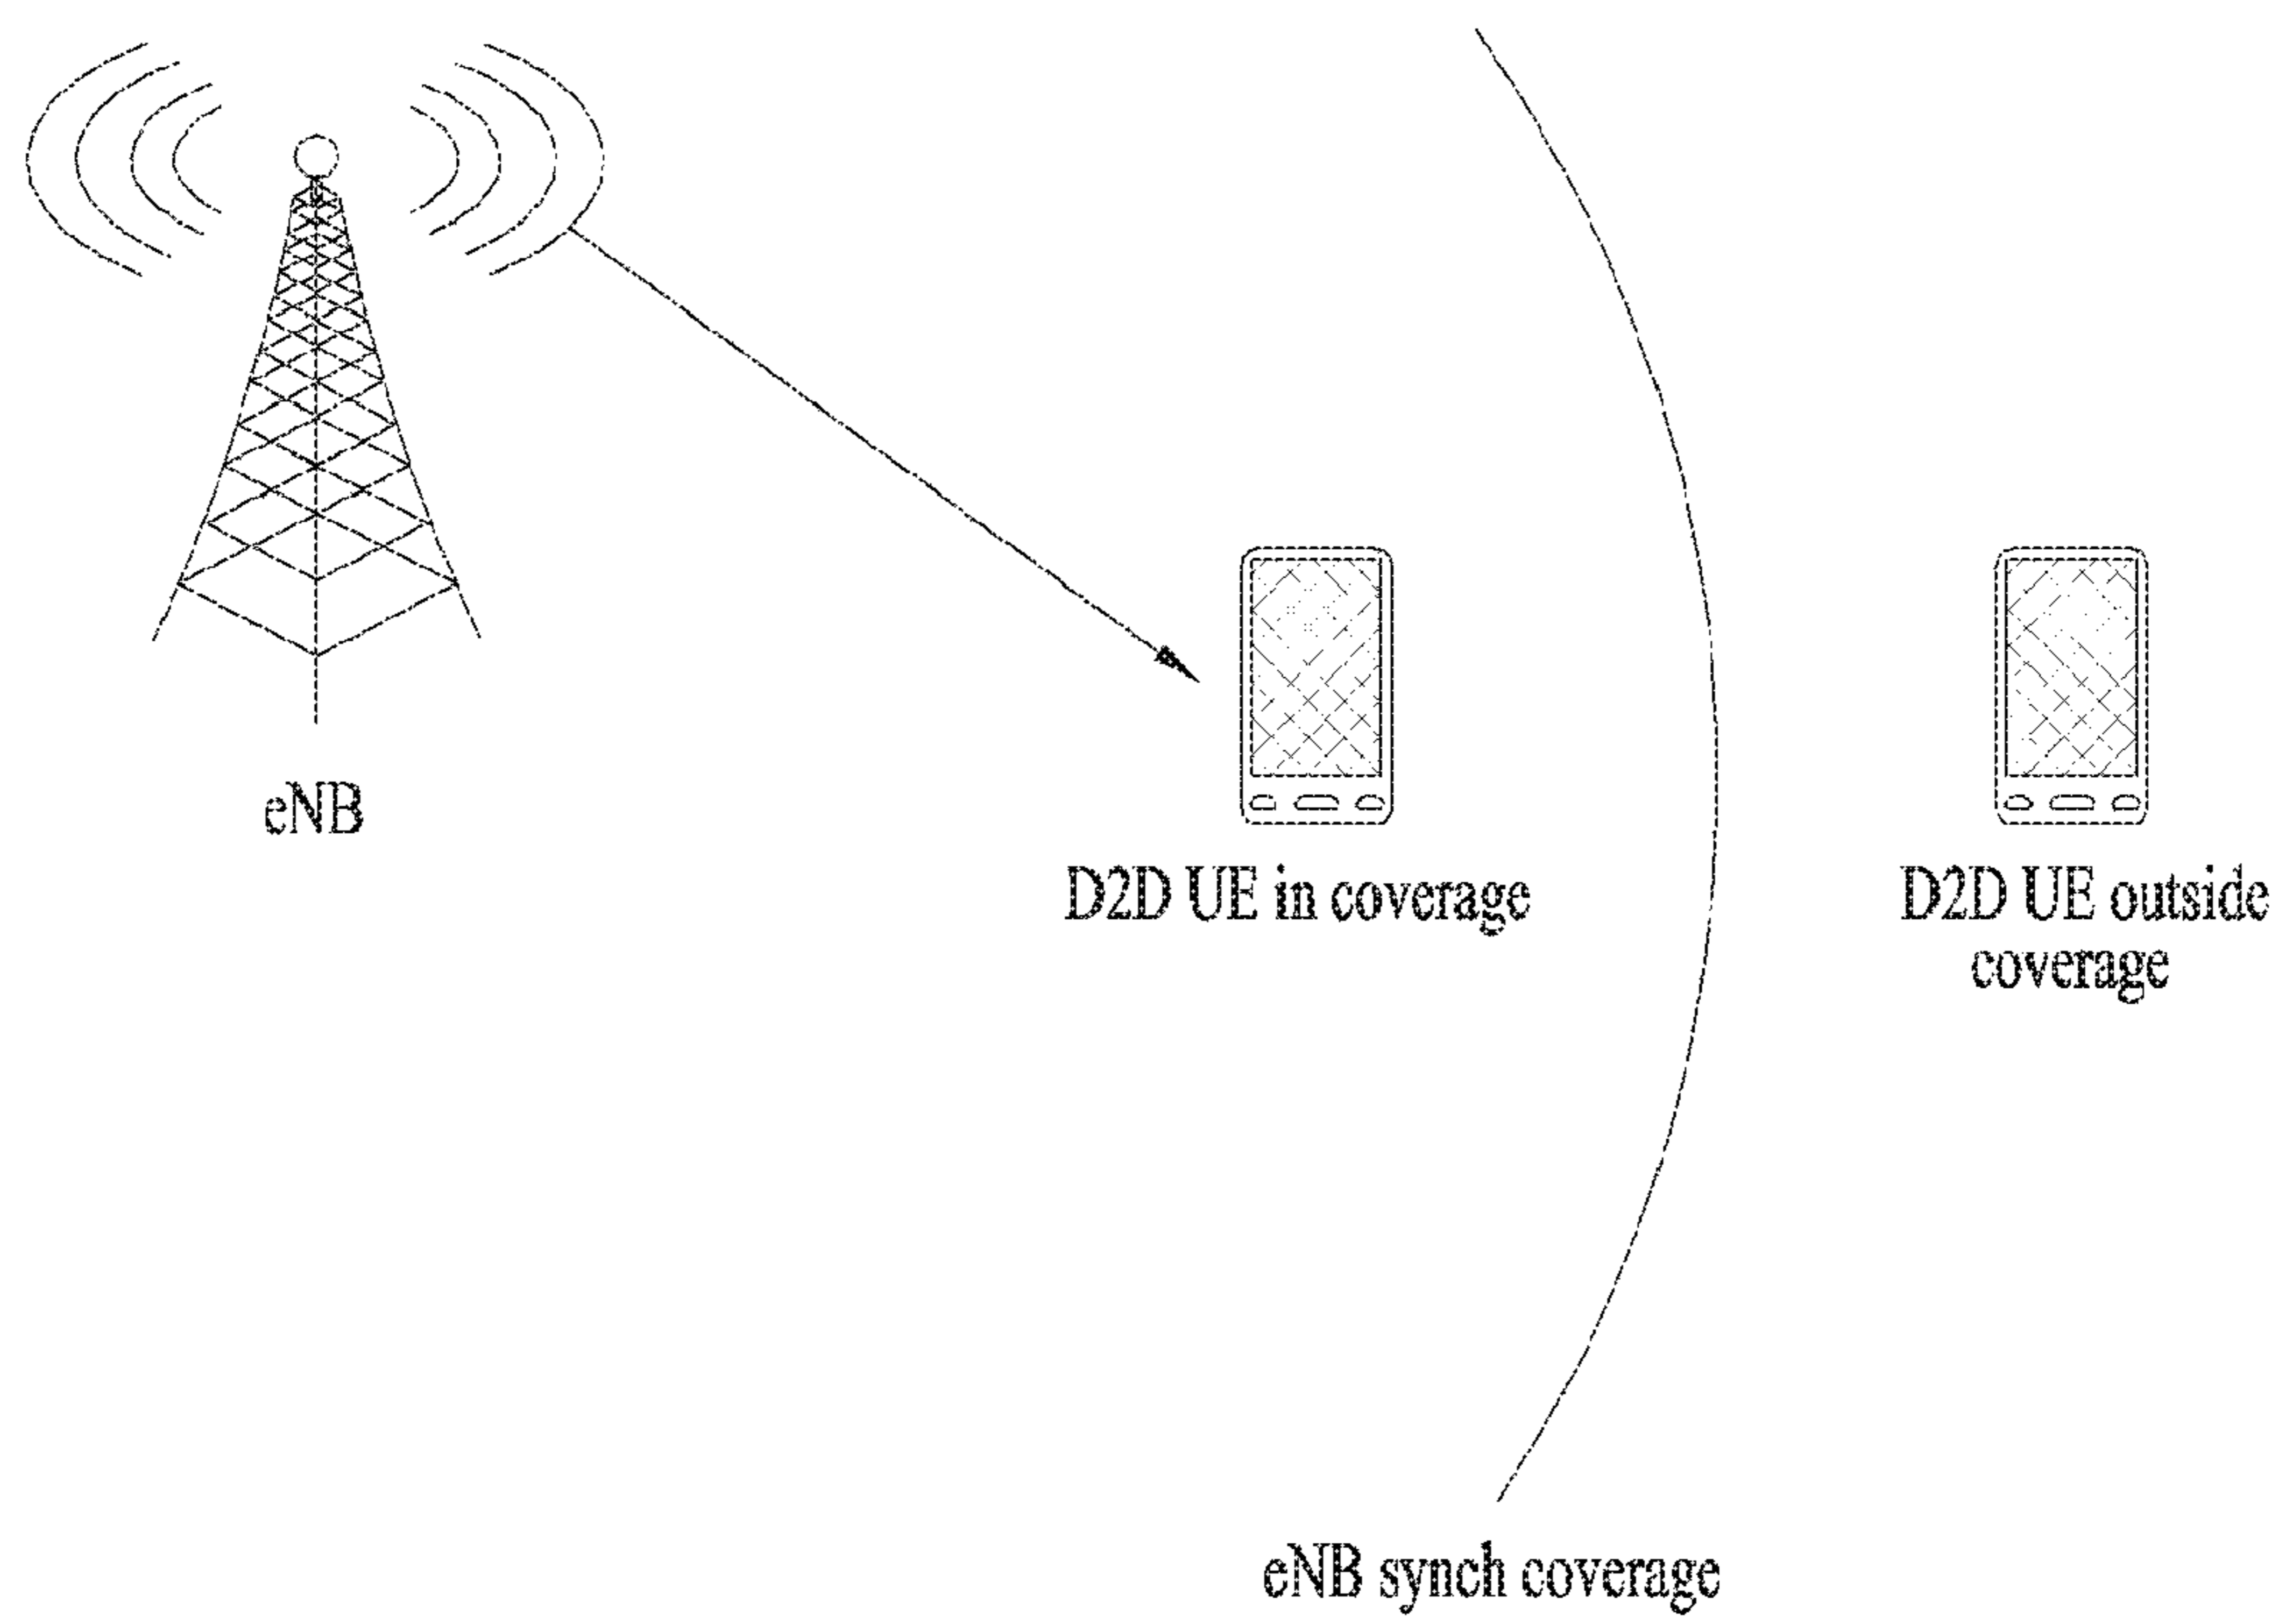 eNB
D2D UE in coverage
D2D UE outside
coverage
eNB synch coverage